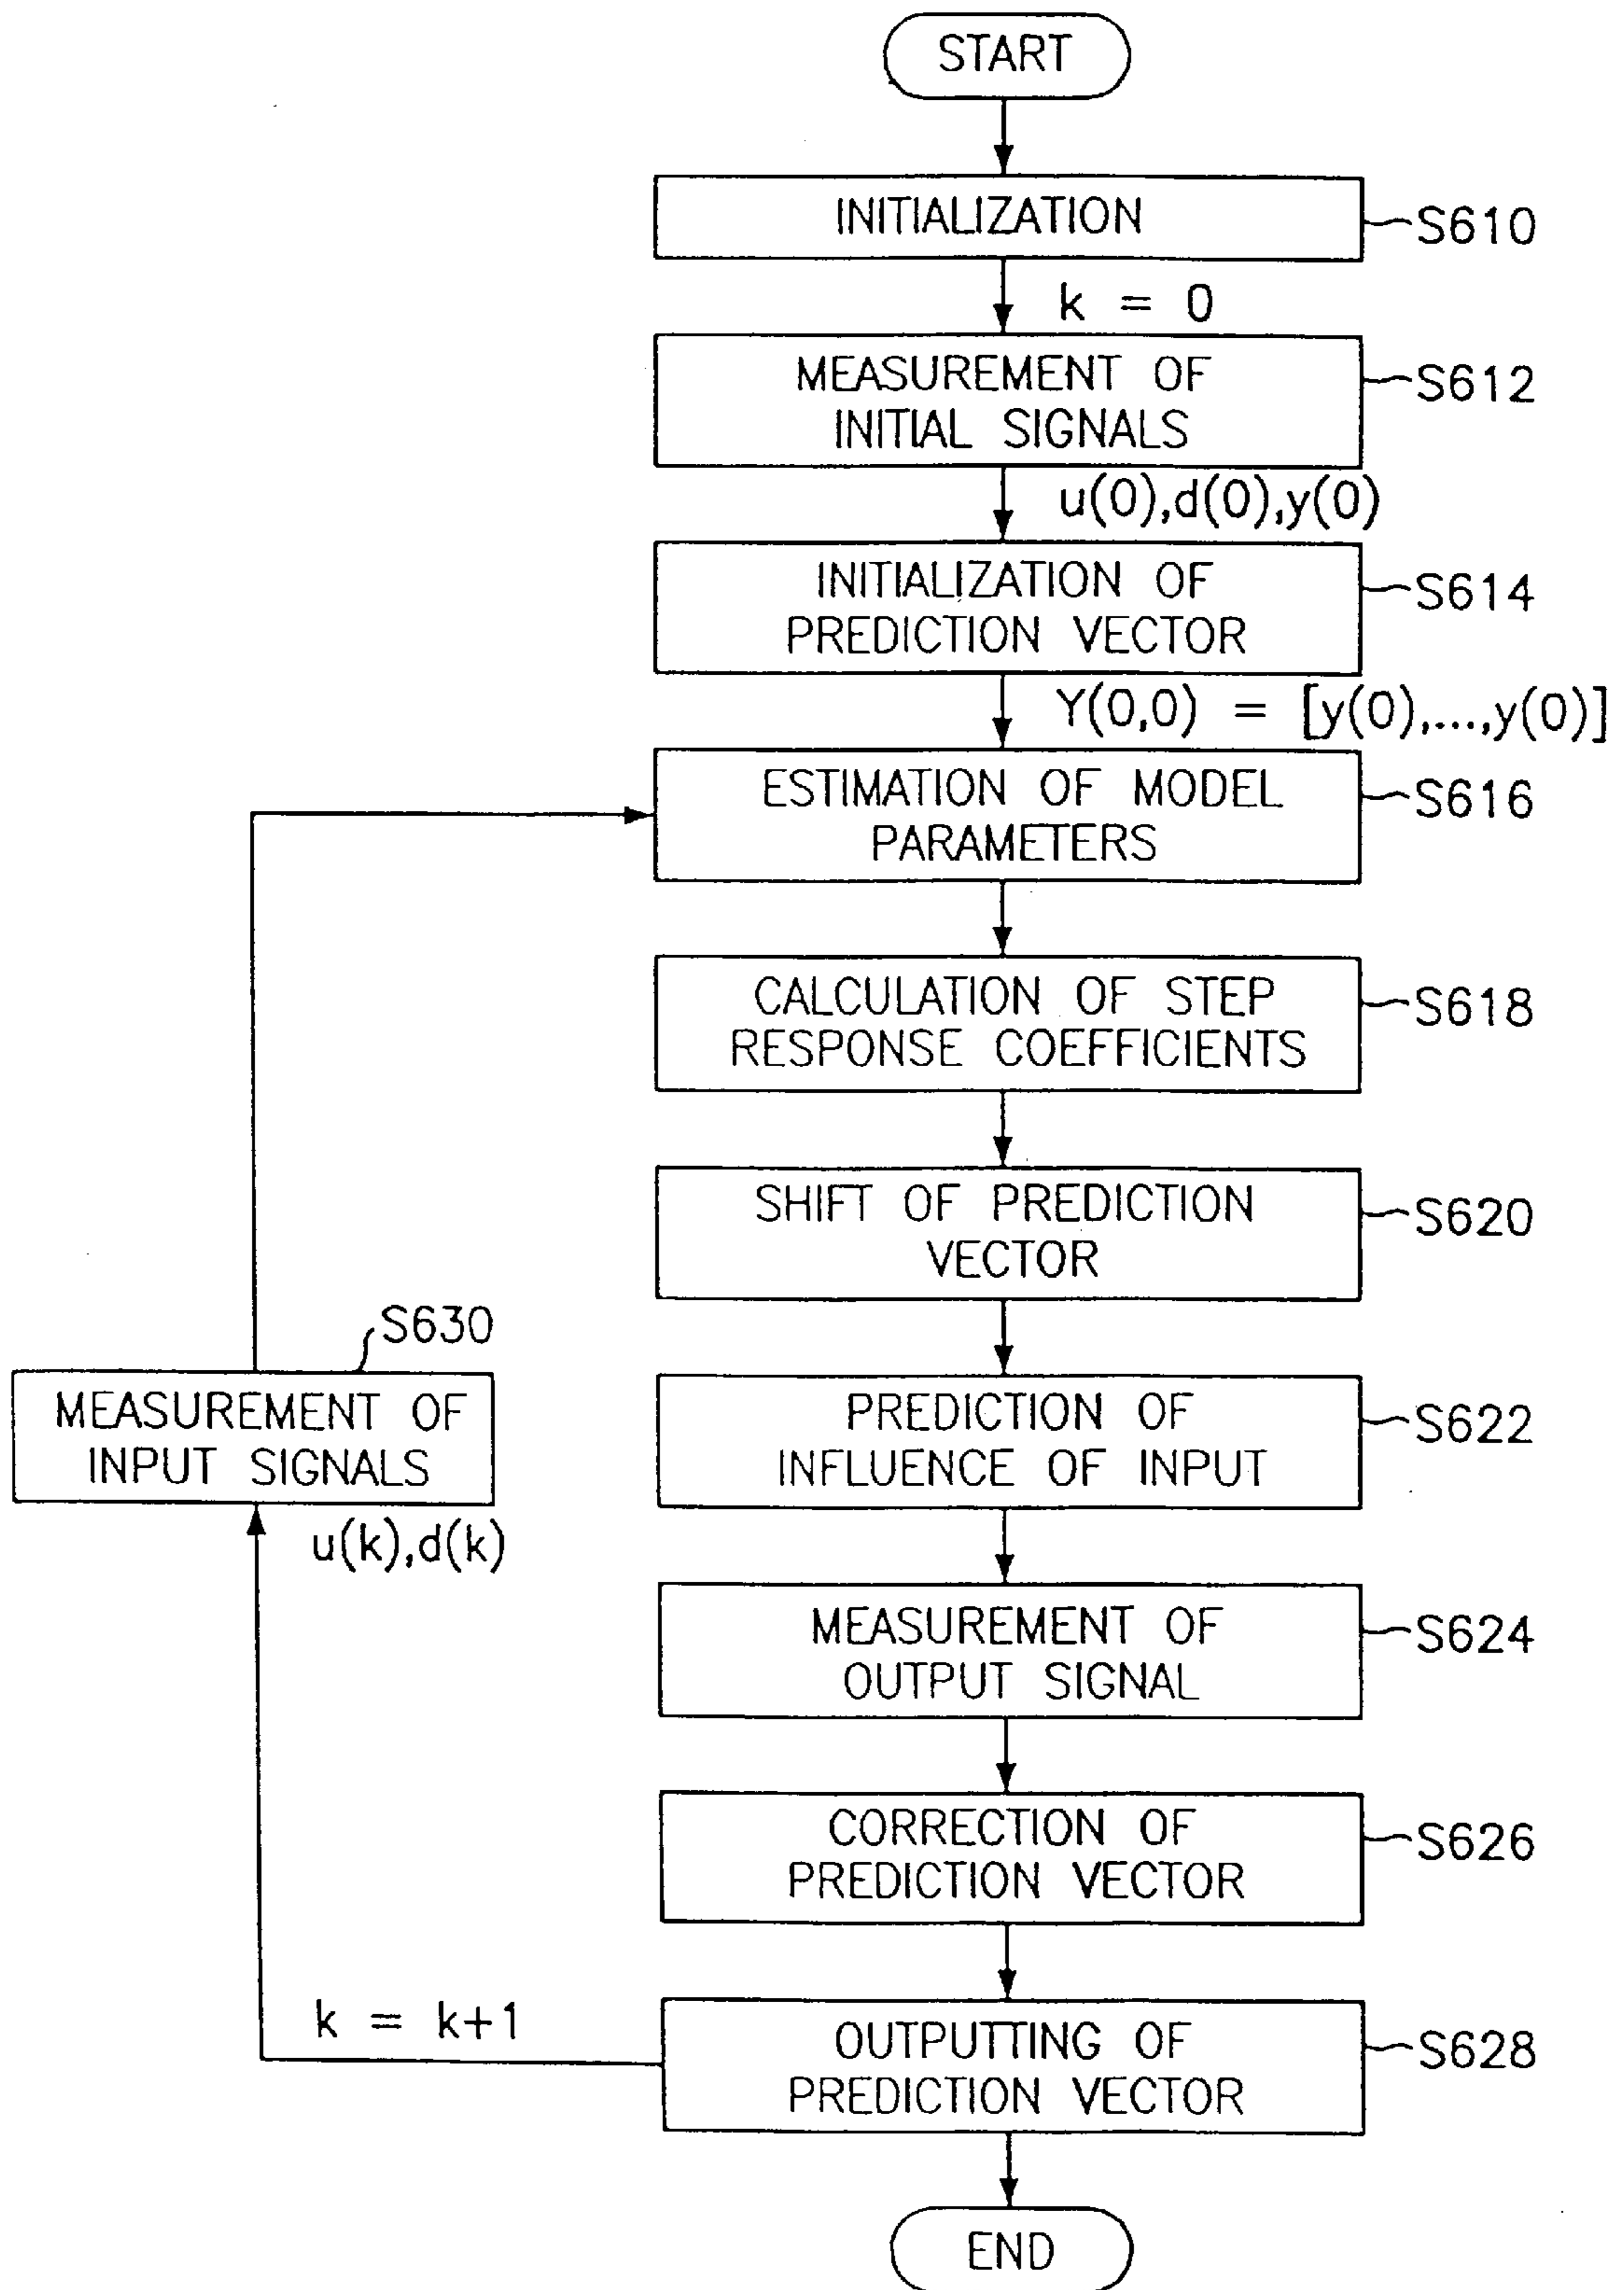 START
INITIALIZATION
S610
k = 0
MEASUREMENT OF
INITIAL SIGNALS
S612
u(0),d(0),y(0)
INITIALIZATION OF
PREDICTION VECTOR
S614
Y(0,0) = [y(0),...,y(0)]
ESTIMATION OF MODEL
PARAMETERS
S616
CALCULATION OF STEP
RESPONSE COEFFICIENTS
S618
SHIFT OF PREDICTION
VECTOR
S620
S630
MEASUREMENT OF
INPUT SIGNALS
u(k),d(k)
PREDICTION OF
INFLUENCE OF INPUT
S622
MEASUREMENT OF
OUTPUT SIGNAL
S624
CORRECTION OF
PREDICTION VECTOR
S626
k = k+1
OUTPUTTING OF
PREDICTION VECTOR
S628
END